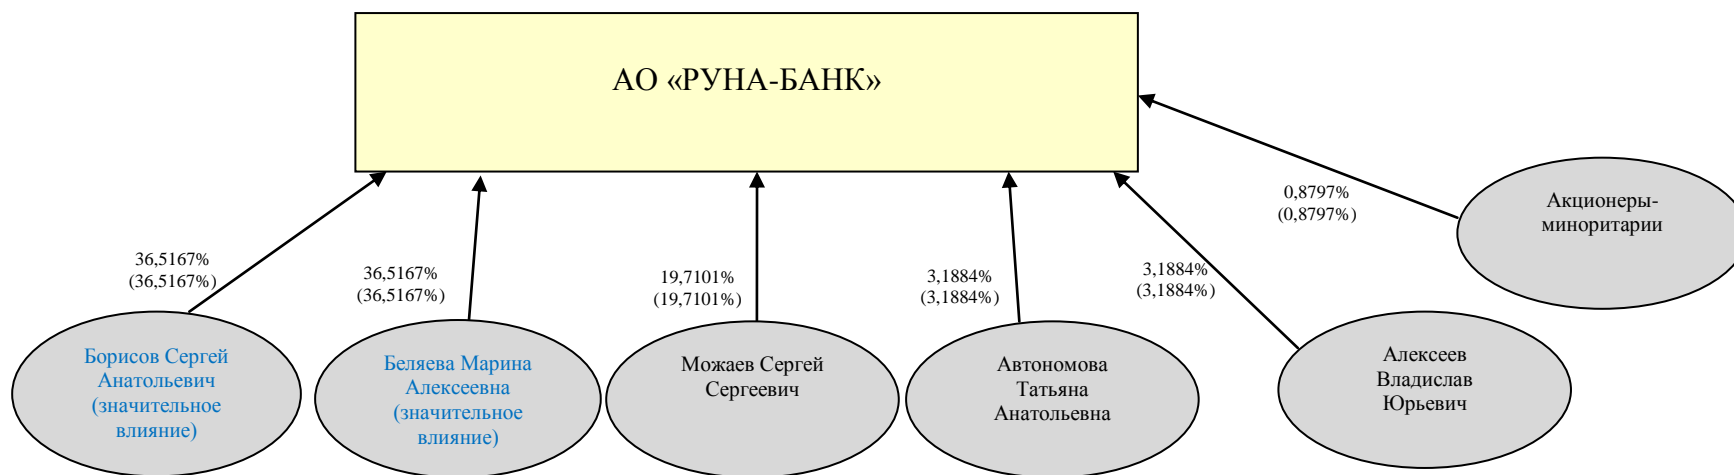 АО «РУНА-БАНК»
0,8797%
(0,8797%)
Акционеры-
миноритарии
36,5167%
(36,5167%)
36,5167%
(36,5167%)
19,7101%
(19,7101%)
3,1884%
(3,1884%)
3,1884%
(3,1884%)
Борисов Сергей
Анатольевич
(значительное
влияние)
Беляева Марина
Алексеевна
(значительное
влияние)
Можаев Сергей
Сергеевич
Автономова
Татьяна
Анатольевна
Алексеев
Владислав
Юрьевич